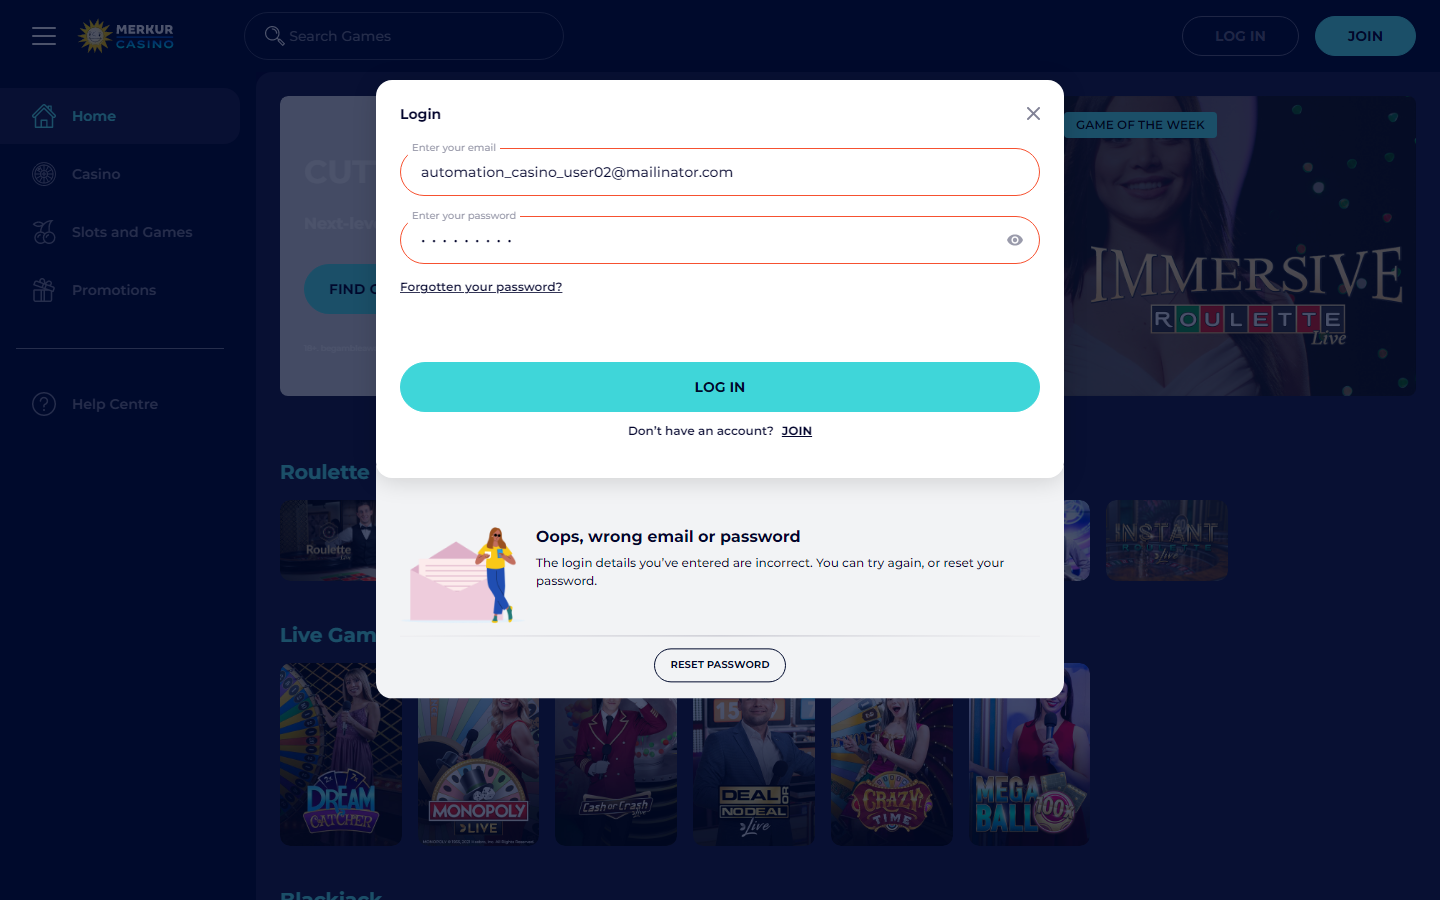 MERKUR
CASINO
Search Games
LOG IN
JOIN
Home
Casino
Slots and Games
Promotions
Help Centre
CUT
Next-lev
FIND
GAME OF THE WEEK
IMMERSIVE
ROULETTE
Live
Login
Enter your email
automation_casino_user02@mailinator.com
Enter your password
Forgotten your password?
LOG IN
Don't have an account? JOIN
Oops, wrong email or password
The login details you've entered are incorrect. You can try again, or reset your
password.
RESET PASSWORD
Roulette
Roulette
Live
INSTANT
Live
Live Gam
DREAM
CATCHER
MONOPOLY
LIVE
Cash or Crash
Live
DEAL OR
NO DEAL
Live
CRAZY
TIME
MEGA
BALL
100x
Blackjack